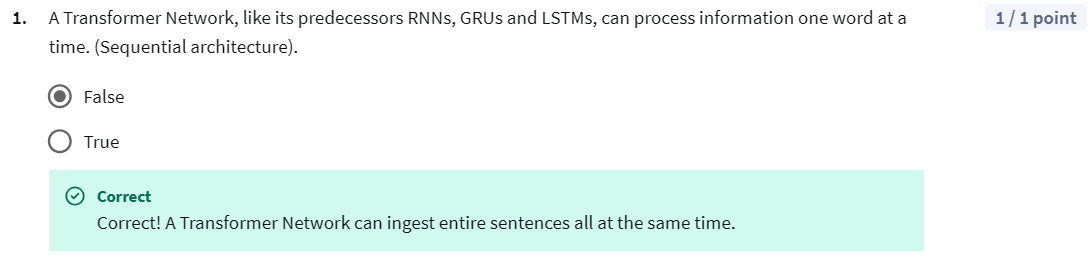 1. A Transformer Network, like its predecessors RNNs, GRUs and LSTMs, can process information one word at a
1 / 1 point
time. (Sequential architecture).
False
True
Correct
Correct! A Transformer Network can ingest entire sentences all at the same time.